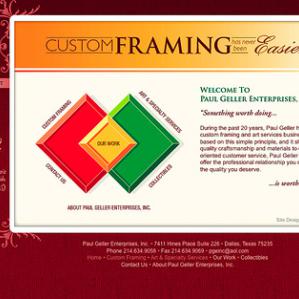 CUSTOM FRAMING has never been Easie
WELCOME TO
PAUL GELLER ENTERPRISES,
"Something worth doing...
During the past 20 years, Paul Geller
custom framing and art services busin
based on this simple principle, and it sh
quality craftsmanship and materials to
oriented customer service, Paul Geller
offer the professional relationship you
the quality you deserve.
...is worth
CUSTOM FRAMING
ART & SPECIALTY SERVICES
OUR WORK
CONTACT US
COLLECTIBLES
ABOUT PAUL GELLER ENTERPRISES, INC.
Site Desig
Paul Geller Enterprises, Inc. • 7411 Hines Place Suite 226 • Dallas, Texas 75235
Phone 214.634.9058 • Fax 214.634.9069 • pgeinc@aol.com
Home • Custom Framing • Art & Specialty Services • Our Work • Collectibles
Contact Us • About Paul Geller Enterprises, Inc.